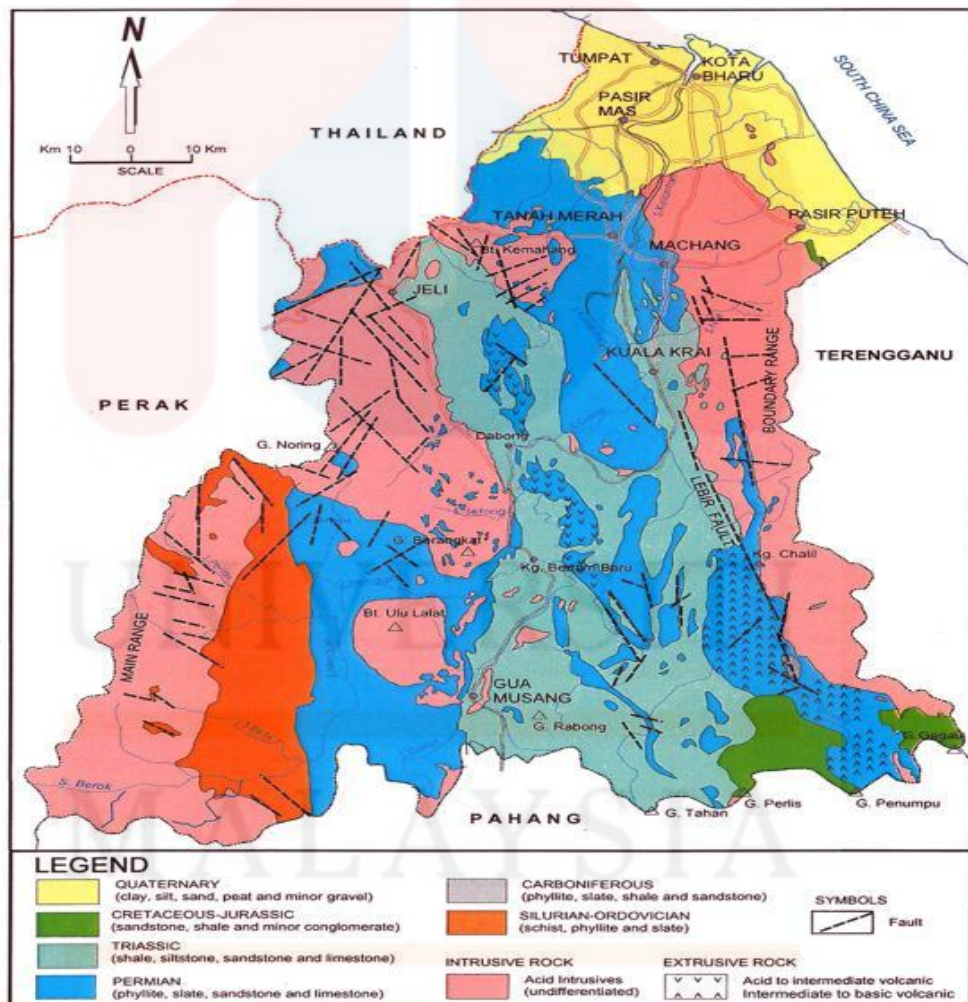 N
Km 10 0 10 Km
SCALE
THAILAND
TUMPAT
KOTA
BHARU
PASIR
MAS
SOUTH CHINA SEA
TANAH MERAH
PASIR PUTEH
MACHANG
Bt. Kemahang
JELI
KUALA KRAI
TERENGGANU
BOUNDARY RANGE
PERAK
G. Noring
Dabong
LEBIR FAULT
G. Berangkat
Kg. Chalil
Bt. Ulu Lalat
MAIN RANGE
GUA
MUSANG
G. Rabong
G. Gagau
S. Berok
G. Perlis
G. Penumpu
G. Tahan
PAHANG
UNIVERSITI
MALAYSIA
LEGEND
QUATERNARY
(clay, silt, sand, peat and minor gravel)
CRETACEOUS-JURASSIC
(sandstone, shale and minor conglomerate)
TRIASSIC
(shale, siltstone, sandstone and limestone)
PERMIAN
(phyllite, slate, sandstone and limestone)
CARBONIFEROUS
(phyllite, slate, shale and sandstone)
SILURIAN-ORDOVICIAN
(schist, phyllite and slate)
INTRUSIVE ROCK
Acid Intrusives
(undifferentiated)
SYMBOLS
Fault
EXTRUSIVE ROCK
Acid to intermediate volcanic
Intermediate to basic volcanic